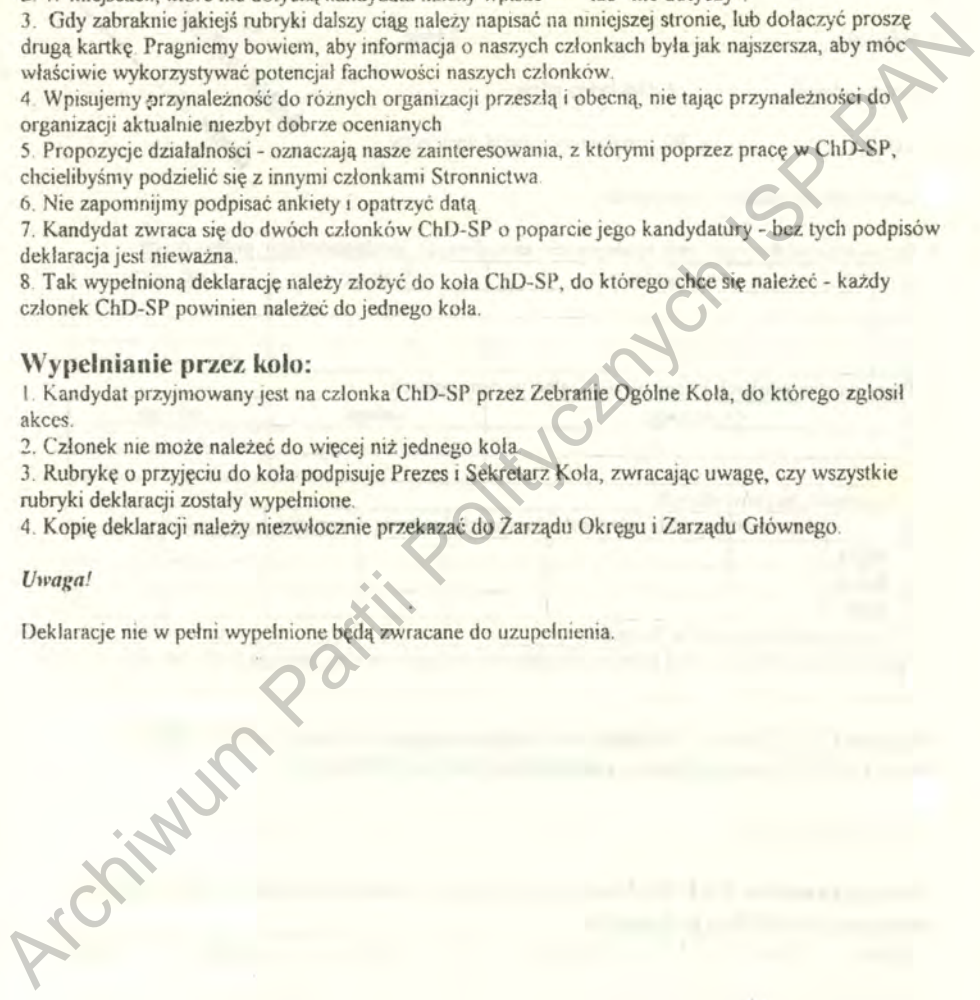 3. Gdy zabraknie jakiejś rubryki dalszy ciąg należy napisać na niniejszej stronie, lub dołaczyć proszę
drugą kartkę. Pragniemy bowiem, aby informacja o naszych członkach była jak najszersza, aby móc
właściwie wykorzystywać potencjał fachowości naszych członków.
4. Wpisujemy przynależność do różnych organizacji przeszłą i obecną, nie tając przynależności do
organizacji aktualnie niezbyt dobrze ocenianych
5. Propozycje działalności - oznaczają nasze zainteresowania, z którymi poprzez pracę w ChD-SP,
chcielibyśmy podzielić się z innymi członkami Stronnictwa.
6. Nie zapomnijmy podpisać ankiety i opatrzyć datą.
7. Kandydat zwraca się do dwóch członków ChD-SP o poparcie jego kandydatury - bez tych podpisów
deklaracja jest nieważna.
8. Tak wypełnioną deklarację należy złożyć do koła ChD-SP, do którego chce się należeć - każdy
członek ChD-SP powinien należeć do jednego koła.
Wypełnianie przez koło:
1. Kandydat przyjmowany jest na członka ChD-SP przez Zebranie Ogólne Koła, do którego zgłosił
akces.
2. Członek nie może należeć do więcej niż jednego koła.
3. Rubrykę o przyjęciu do koła podpisuje Prezes i Sekretarz Koła, zwracając uwagę, czy wszystkie
rubryki deklaracji zostały wypełnione.
4. Kopię deklaracji należy niezwłocznie przekazać do Zarządu Okręgu i Zarządu Głównego.
Uwaga!
Deklaracje nie w pełni wypełnione będą zwracane do uzupełnienia.
Archiwum Partii Politycznych ISP PAN